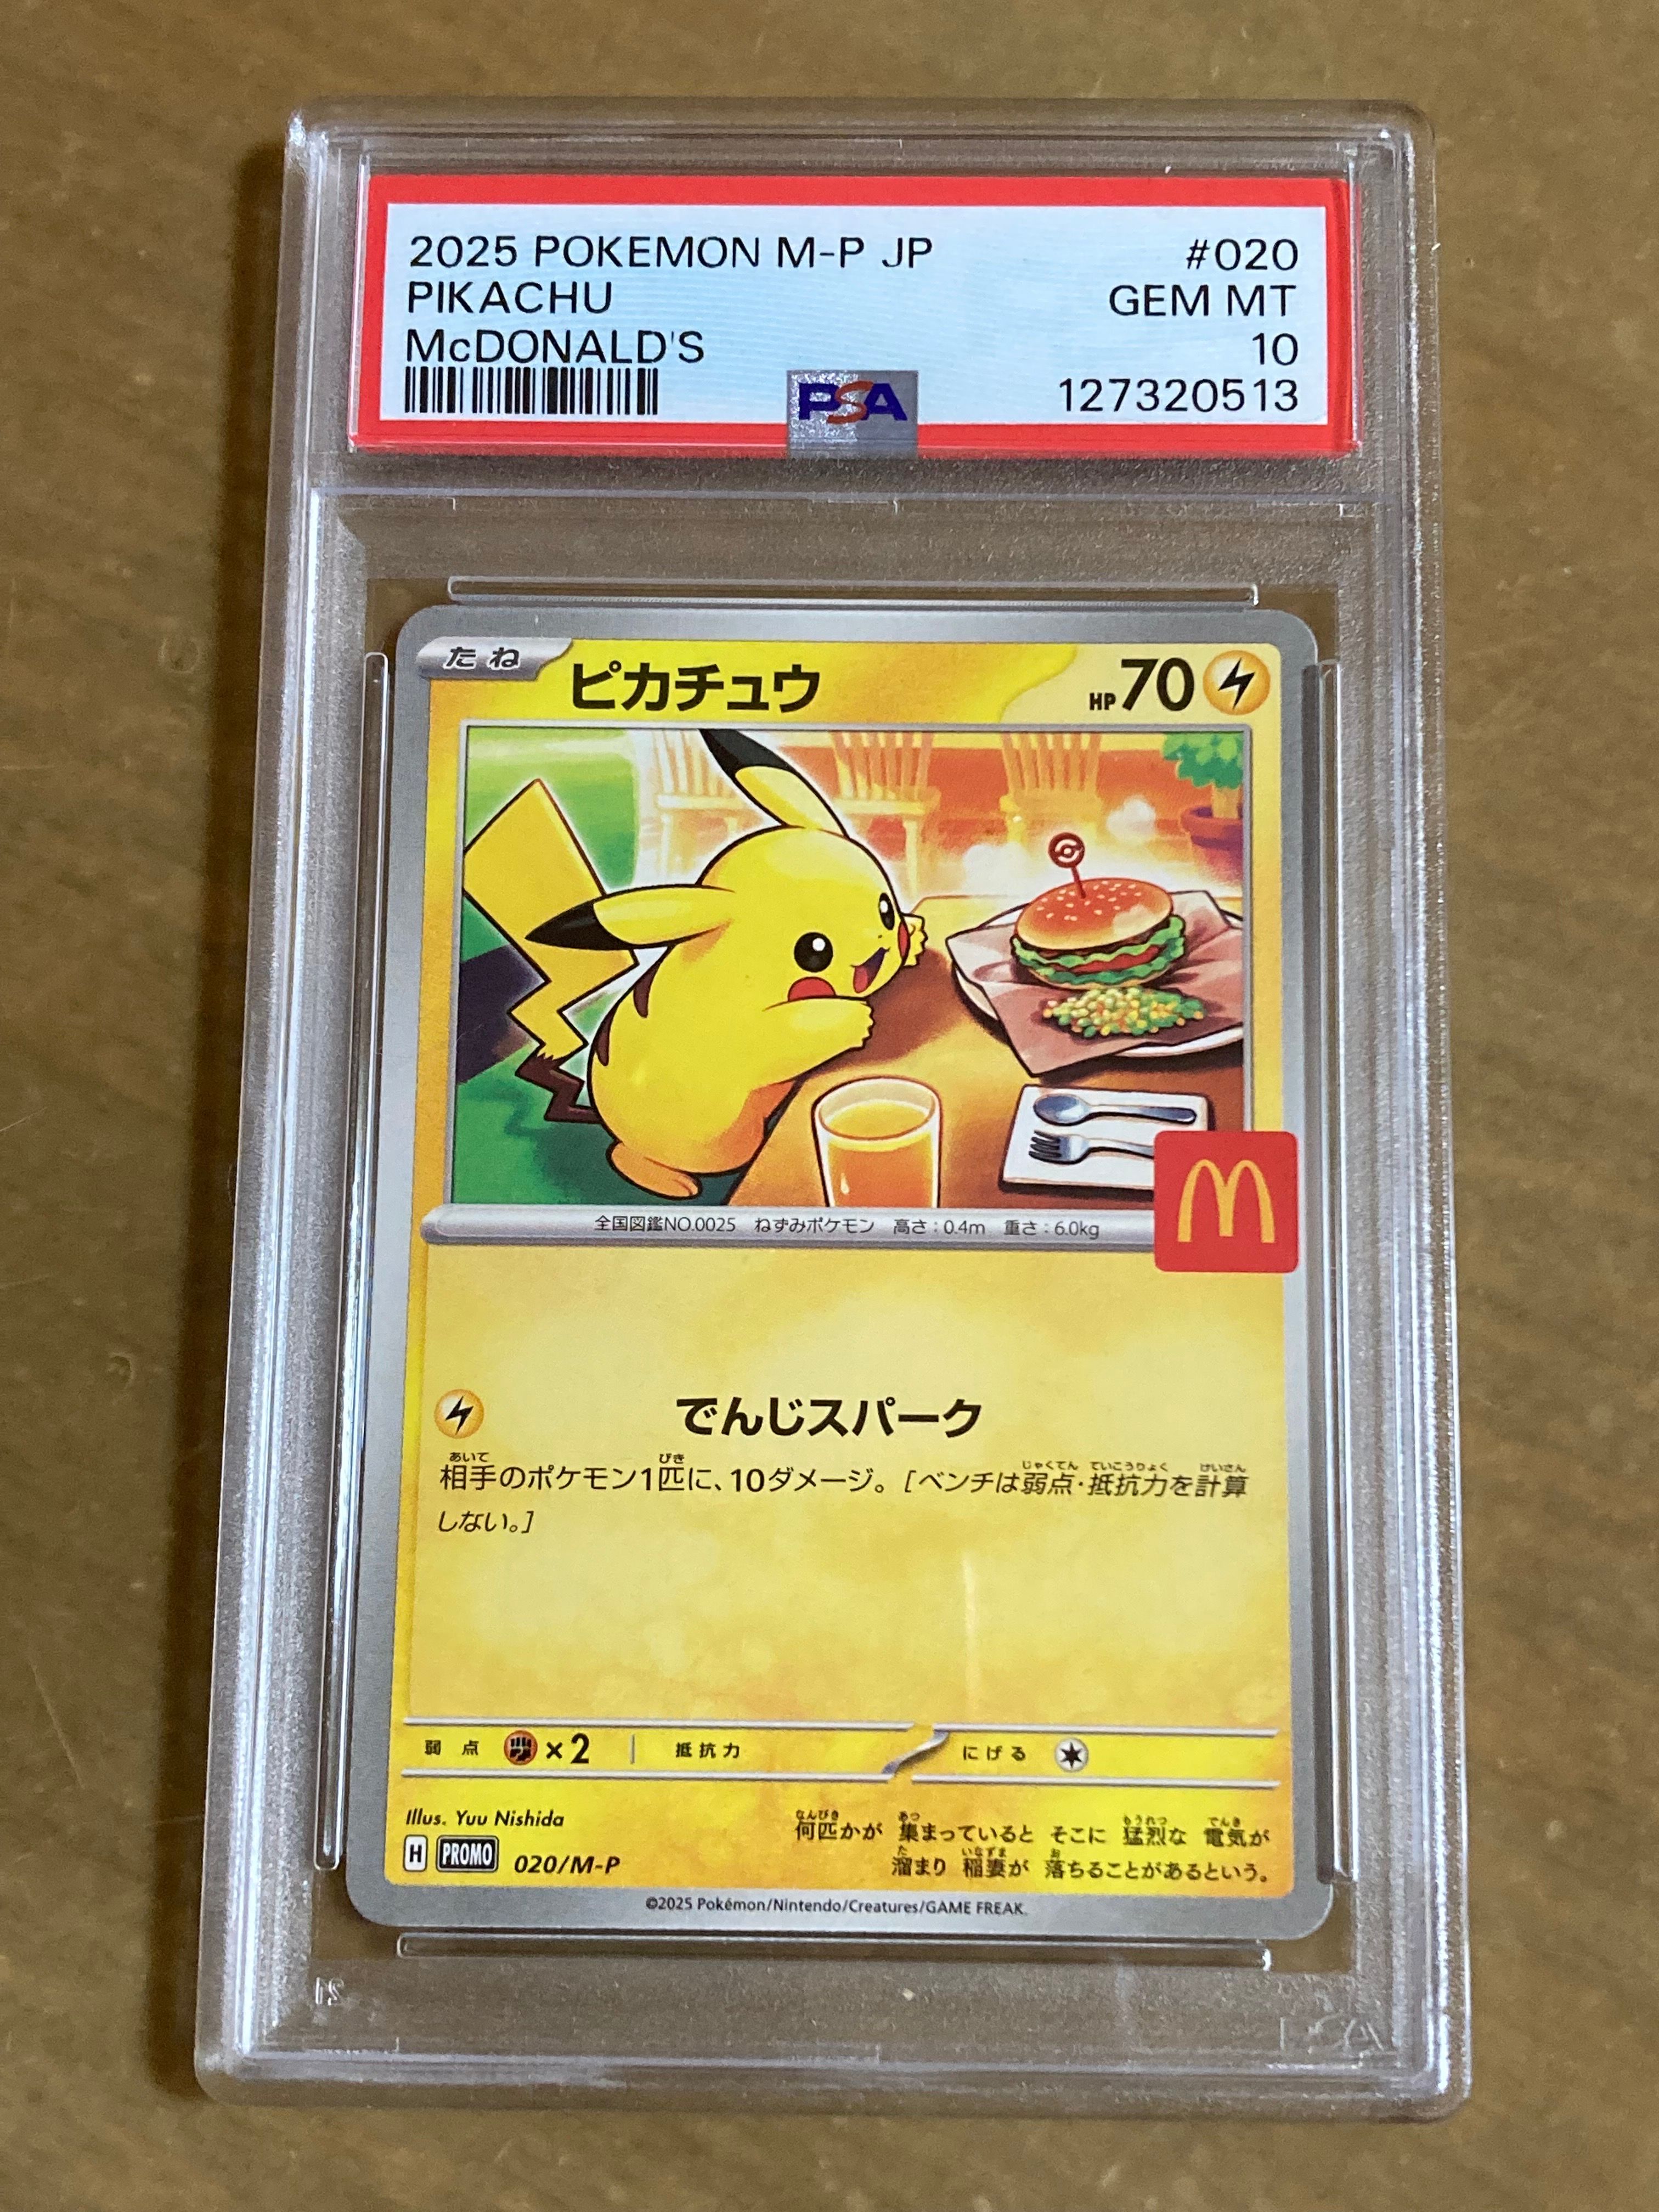 2025 POKEMON M-P JP #020
PIKACHU GEM MT
McDONALD'S 10
PSA 127320513
たね ピカチュウ HP70
M
全国図鑑NO.0025 ねずみポケモン 高さ:0.4m 重さ:6.0kg
でんじスパーク
相手のポケモン1匹に、10ダメージ。[ベンチは弱点・抵抗力を計算
しない。]
弱点 ×2 抵抗力 にげる
Illus. Yuu Nishida
H PROMO 020/M-P
何匹かが 集まっていると そこに 猛烈な 電気が
溜まり 稲妻が 落ちることがあるという。
©2025 Pokémon/Nintendo/Creatures/GAME FREAK.